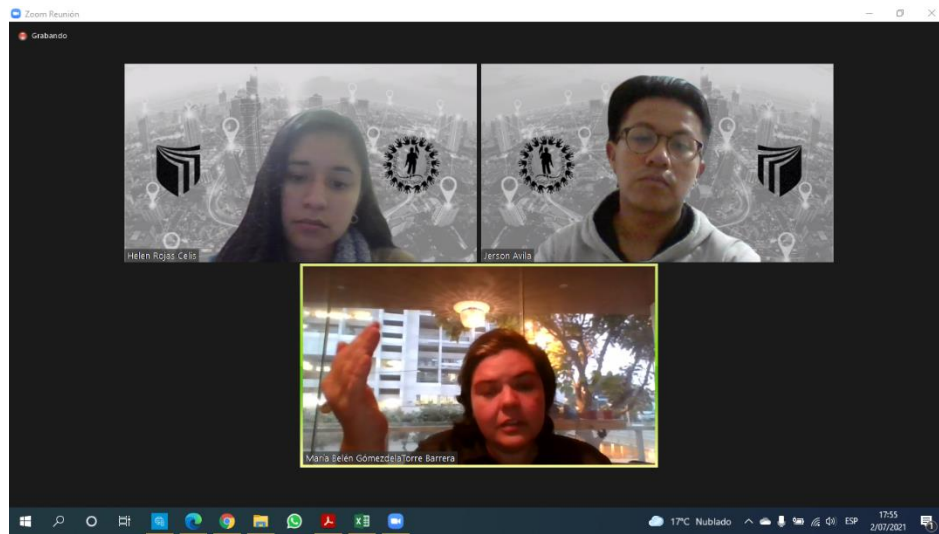 Zoom Reunión
Grabando
Helen Rojas Celis
Jerson Avila
María Belén GómezdelaTorre Barrera
17°C Nublado
ESP
17:55
2/07/2021